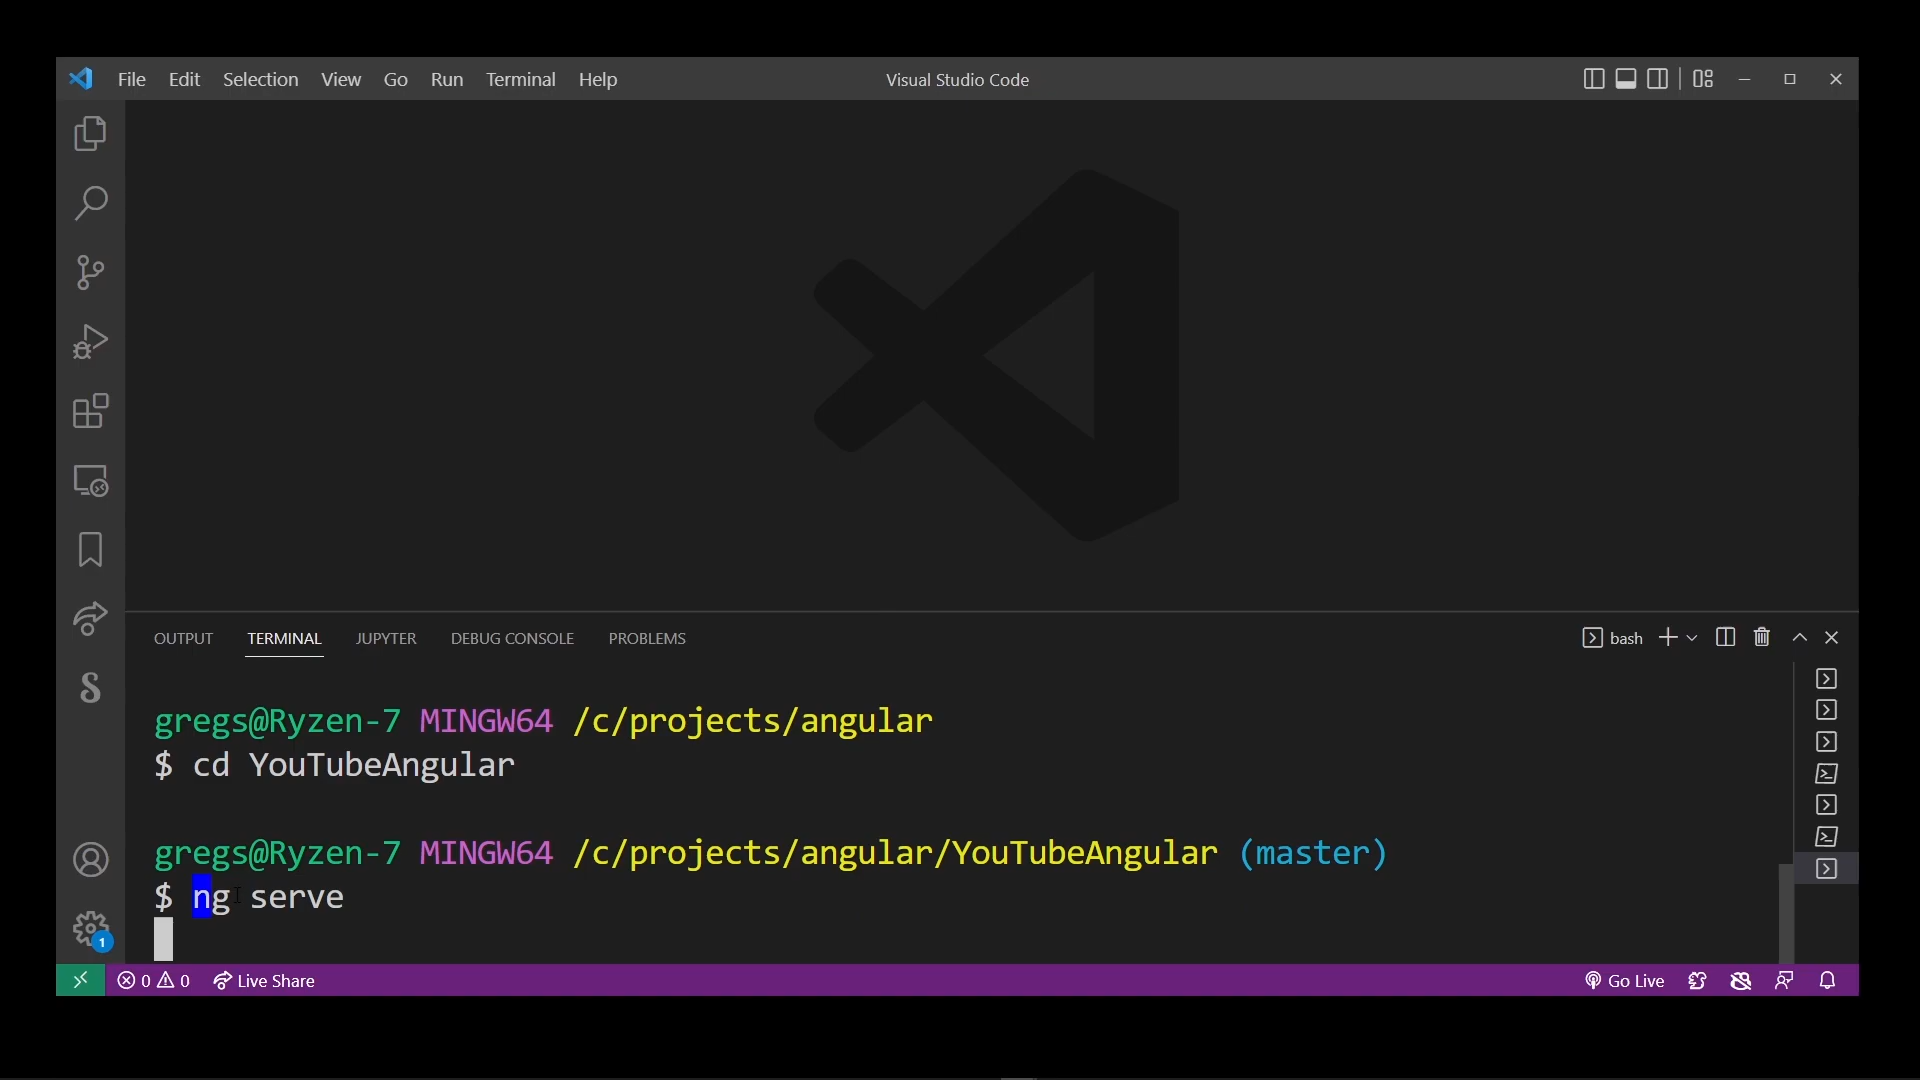 File Edit Selection View Go Run Terminal Help Visual Studio Code
OUTPUT TERMINAL JUPYTER DEBUG CONSOLE PROBLEMS bash
gregs@Ryzen-7 MINGW64 /c/projects/angular
$ cd YouTubeAngular
gregs@Ryzen-7 MINGW64 /c/projects/angular/YouTubeAngular (master)
$ ng serve
1
0 0 Live Share Go Live